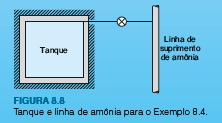 Tanque
Linha de
suprimento
de amônia
FIGURA 8.8
Tanque e linha de amônia para o Exemplo 8.4.